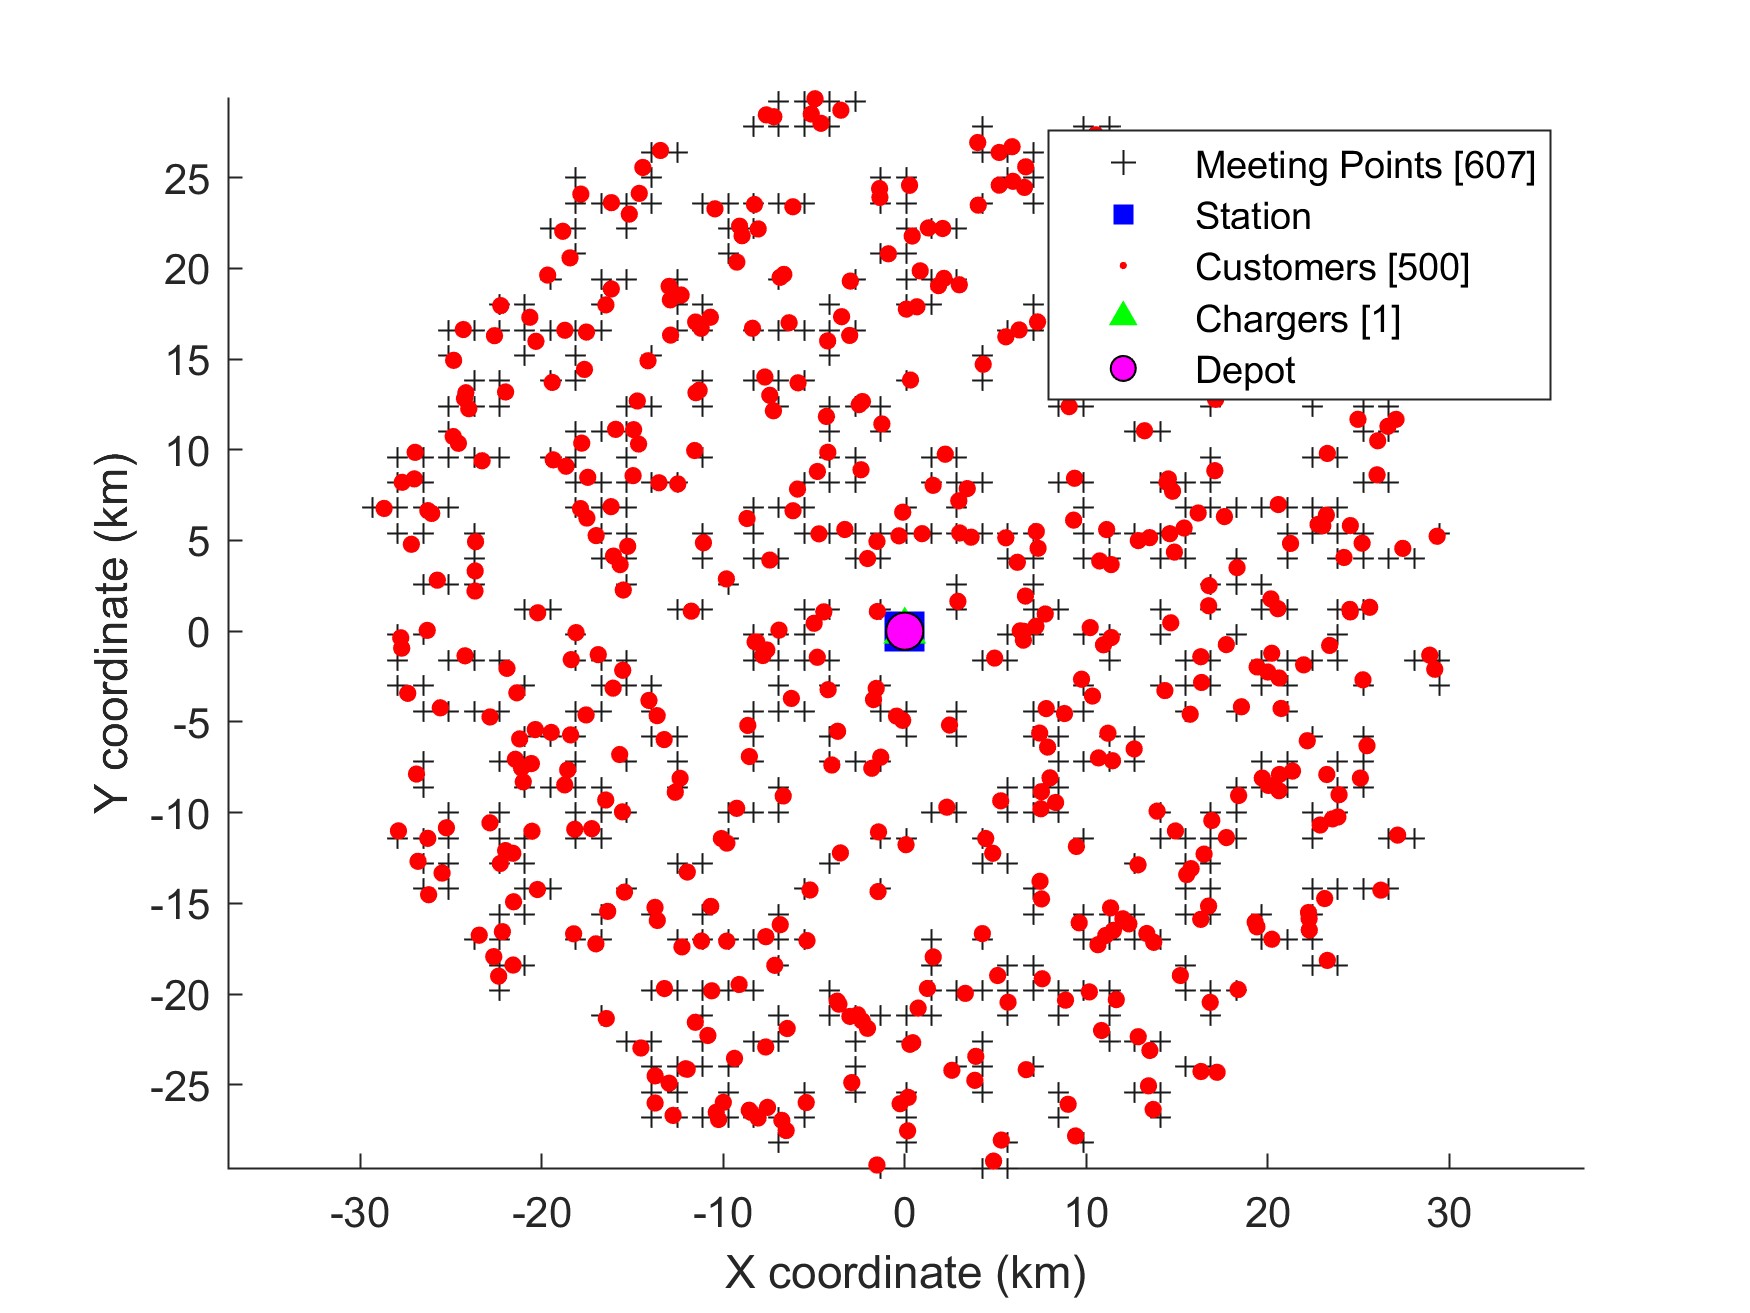 25
20
15
10
5
0
-5
-10
-15
-20
-25
Y coordinate (km)
Meeting Points [607]
Station
Customers [500]
Chargers [1]
Depot
-30 -20 -10 0 10 20 30
X coordinate (km)